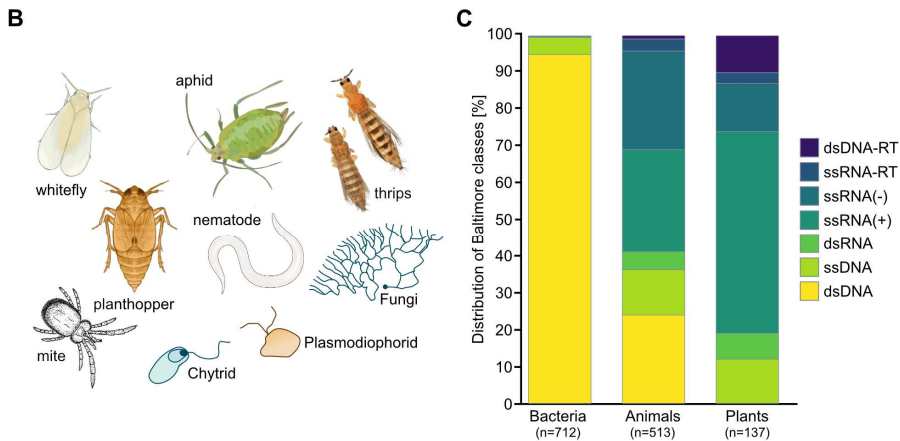 B
aphid
whitefly
thrips
nematode
planthopper
Fungi
mite
Plasmodiophorid
Chytrid
C
Distribution of Baltimore classes [%]
100
90
80
70
60
50
40
30
20
10
0
Bacteria
(n=712)
Animals
(n=513)
Plants
(n=137)
dsDNA-RT
ssRNA-RT
ssRNA(-)
ssRNA(+)
dsRNA
ssDNA
dsDNA